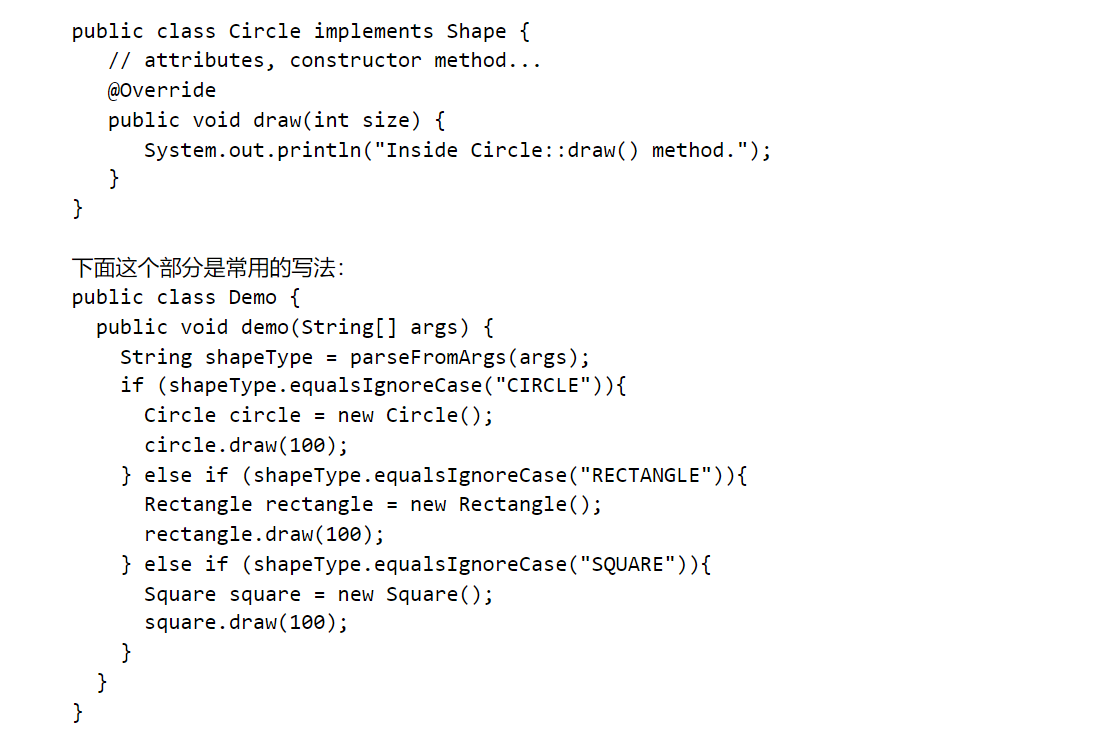 public class Circle implements Shape {
   // attributes, constructor method...
   @Override
   public void draw(int size) {
      System.out.println("Inside Circle::draw() method.");
   }
}

下面这个部分是常用的写法：
public class Demo {
  public void demo(String[] args) {
    String shapeType = parseFromArgs(args);
    if (shapeType.equalsIgnoreCase("CIRCLE")){
      Circle circle = new Circle();
      circle.draw(100);
    } else if (shapeType.equalsIgnoreCase("RECTANGLE")){
      Rectangle rectangle = new Rectangle();
      rectangle.draw(100);
    } else if (shapeType.equalsIgnoreCase("SQUARE")){
      Square square = new Square();
      square.draw(100);
    }
  }
}